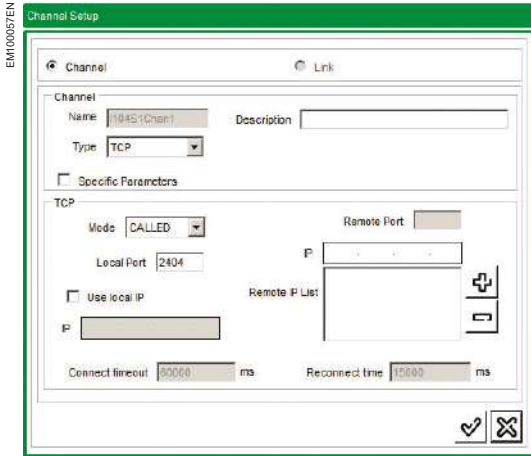 EM100057EN
Channel Setup
Channel
Link
Channel
Name I104S1Chan1 Description
Type TCP
Specific Parameters
TCP
Mode CALLED Remote Port
Local Port 2404 IP
Use local IP Remote IP List
IP
Connect timeout 60000 ms Reconnect time 15000 ms